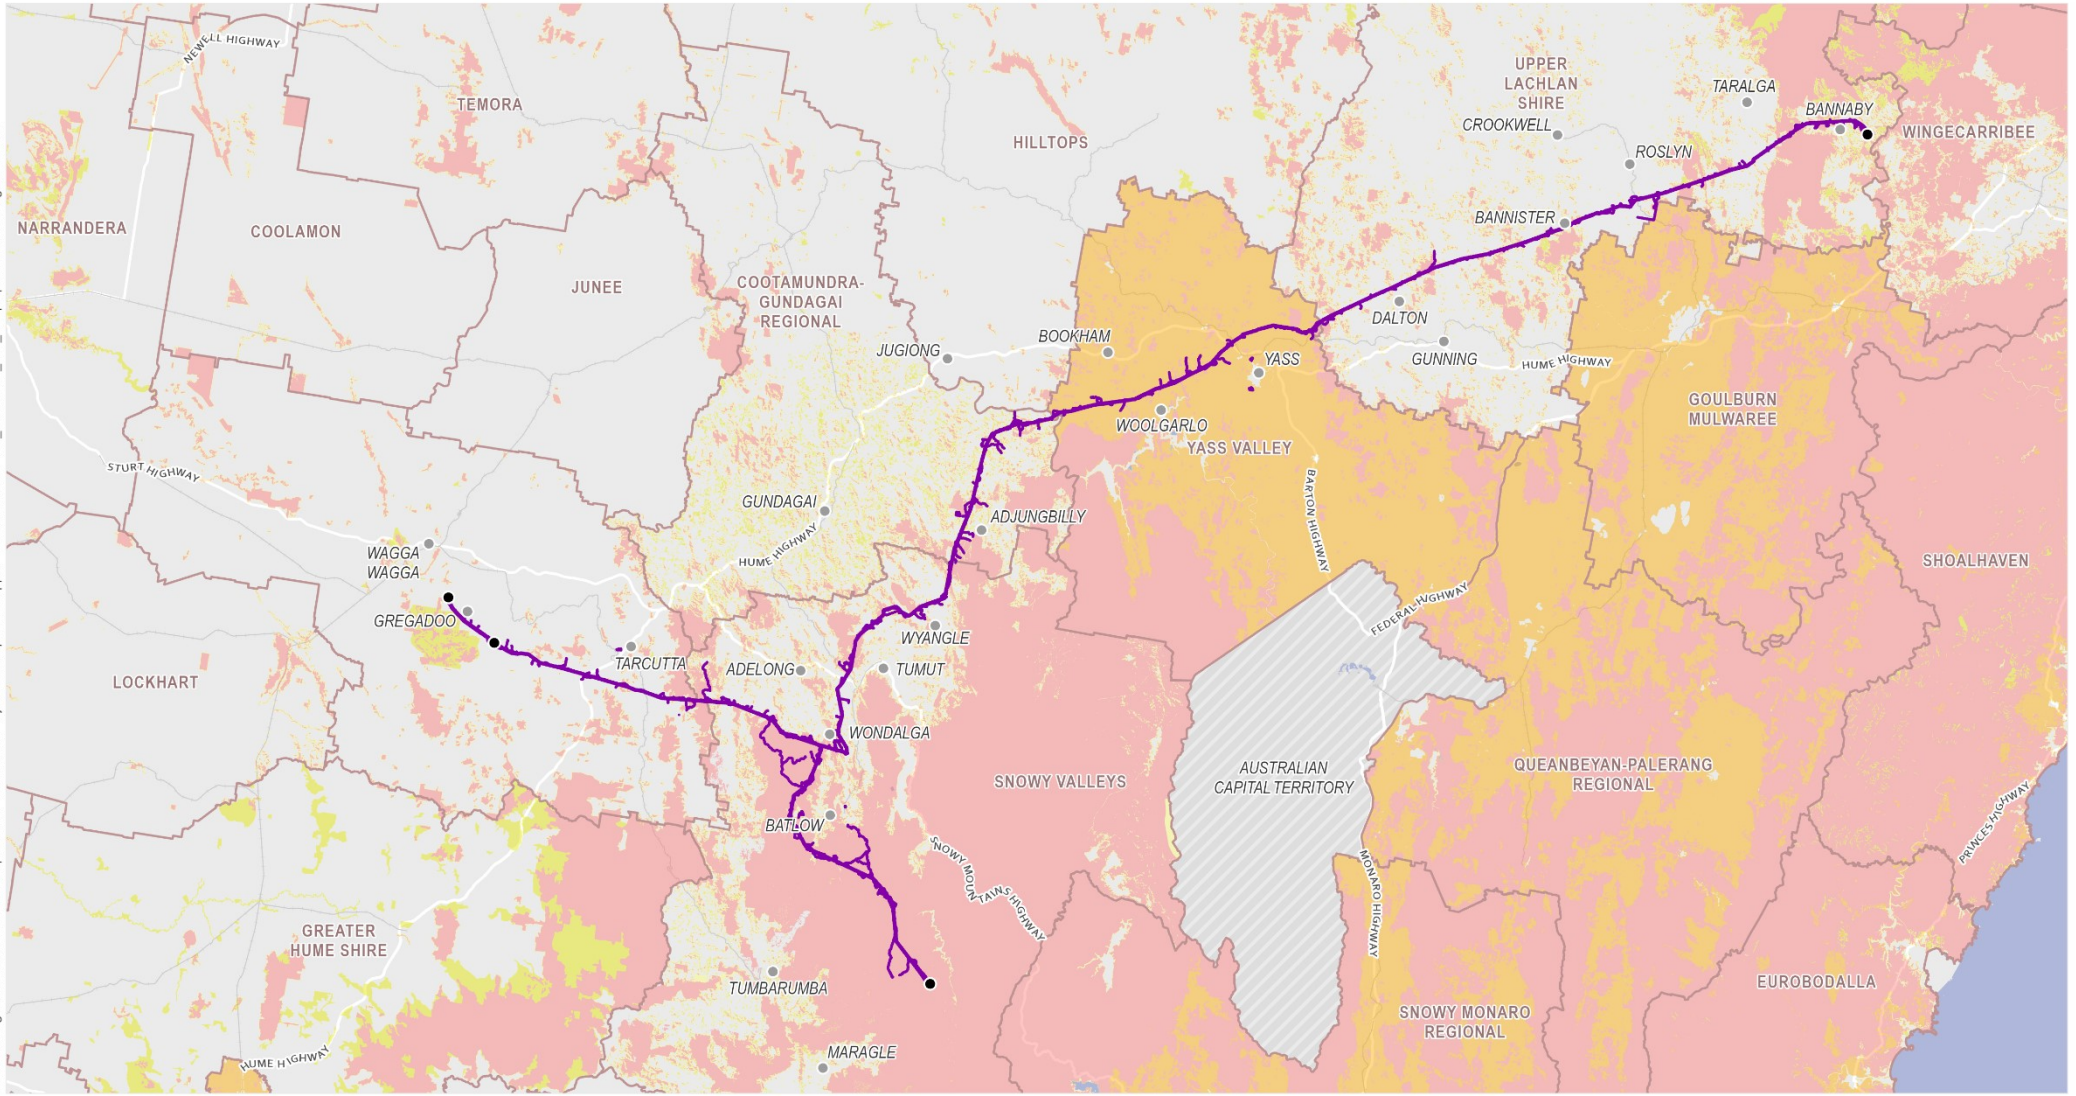 NEWELL HIGHWAY
TEMORA
HILLTOPS
UPPER
LACHLAN
SHIRE
TARALGA
BANNABY
CROOKWELL
WINGECARRIBEE
ROSLYN
NARRANDERA
COOLAMON
BANNISTER
JUNEE
COOTAMUNDRA-
GUNDAGAI
REGIONAL
DALTON
BOOKHAM
JUGIONG
YASS
GUNNING
HUME HIGHWAY
GOULBURN
MULWAREE
WOOLGARLO
YASS VALLEY
STURT HIGHWAY
BARTON HIGHWAY
GUNDAGAI
ADJUNGBILLY
HUME HIGHWAY
WAGGA
WAGGA
SHOALHAVEN
FEDERAL HIGHWAY
GREGADOO
WYANGLE
TARCUTTA
ADELONG
TUMUT
LOCKHART
WONDALGA
SNOWY VALLEYS
AUSTRALIAN
CAPITAL TERRITORY
QUEANBEYAN-PALERANG
REGIONAL
BATLOW
PRINCES HIGHWAY
SNOWY MOUNTAINS HIGHWAY
MONARO HIGHWAY
GREATER
HUME SHIRE
TUMBARUMBA
EUROBODALLA
SNOWY MONARO
REGIONAL
HUME HIGHWAY
MARAGLE